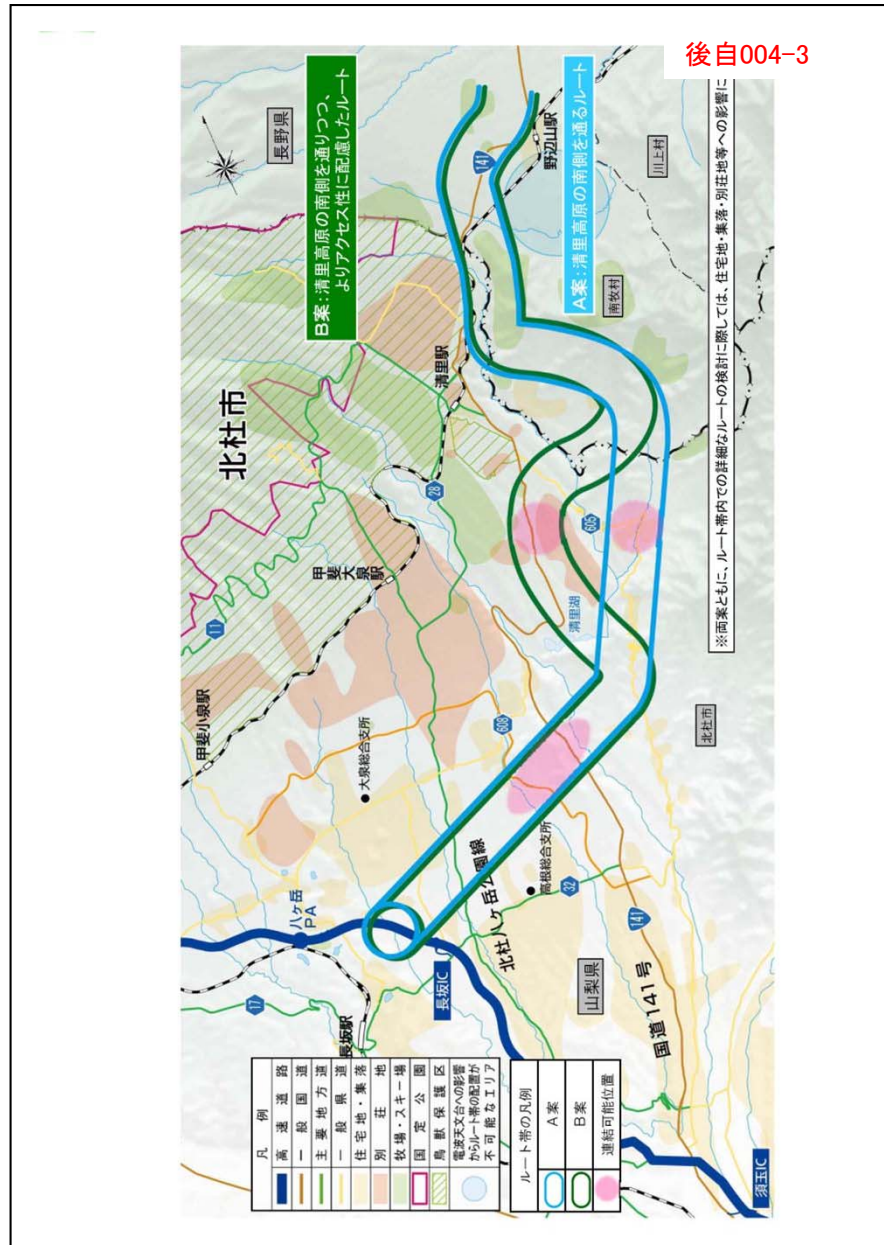 後自004-3
B案:清里高原の南側を通りつつ、
よりアクセス性に配慮したルート
A案:清里高原の南側を通るルート
長野県
北杜市
141
野辺山駅
川上村
南牧村
清里駅
28
甲斐
大泉駅
11
甲斐小泉駅
605
清里湖
608
大泉総合支所
北杜市
八ヶ岳
PA
高根総合支所
北杜八ヶ岳公園線
32
長坂IC
17
長坂駅
山梨県
141
国道141号
須玉IC
※両案ともに、ルート帯内での詳細なルートの検討に際しては、住宅地・集落・別荘地等への影響に
凡例
高速道路
一般国道
主要地方道
一般県道
住宅地・集落
別荘地
牧場・スキー場
国定公園
鳥獣保護区
電波天文台への影響
からルート帯の配置が
不可能なエリア
ルート帯の凡例
A案
B案
連結可能位置